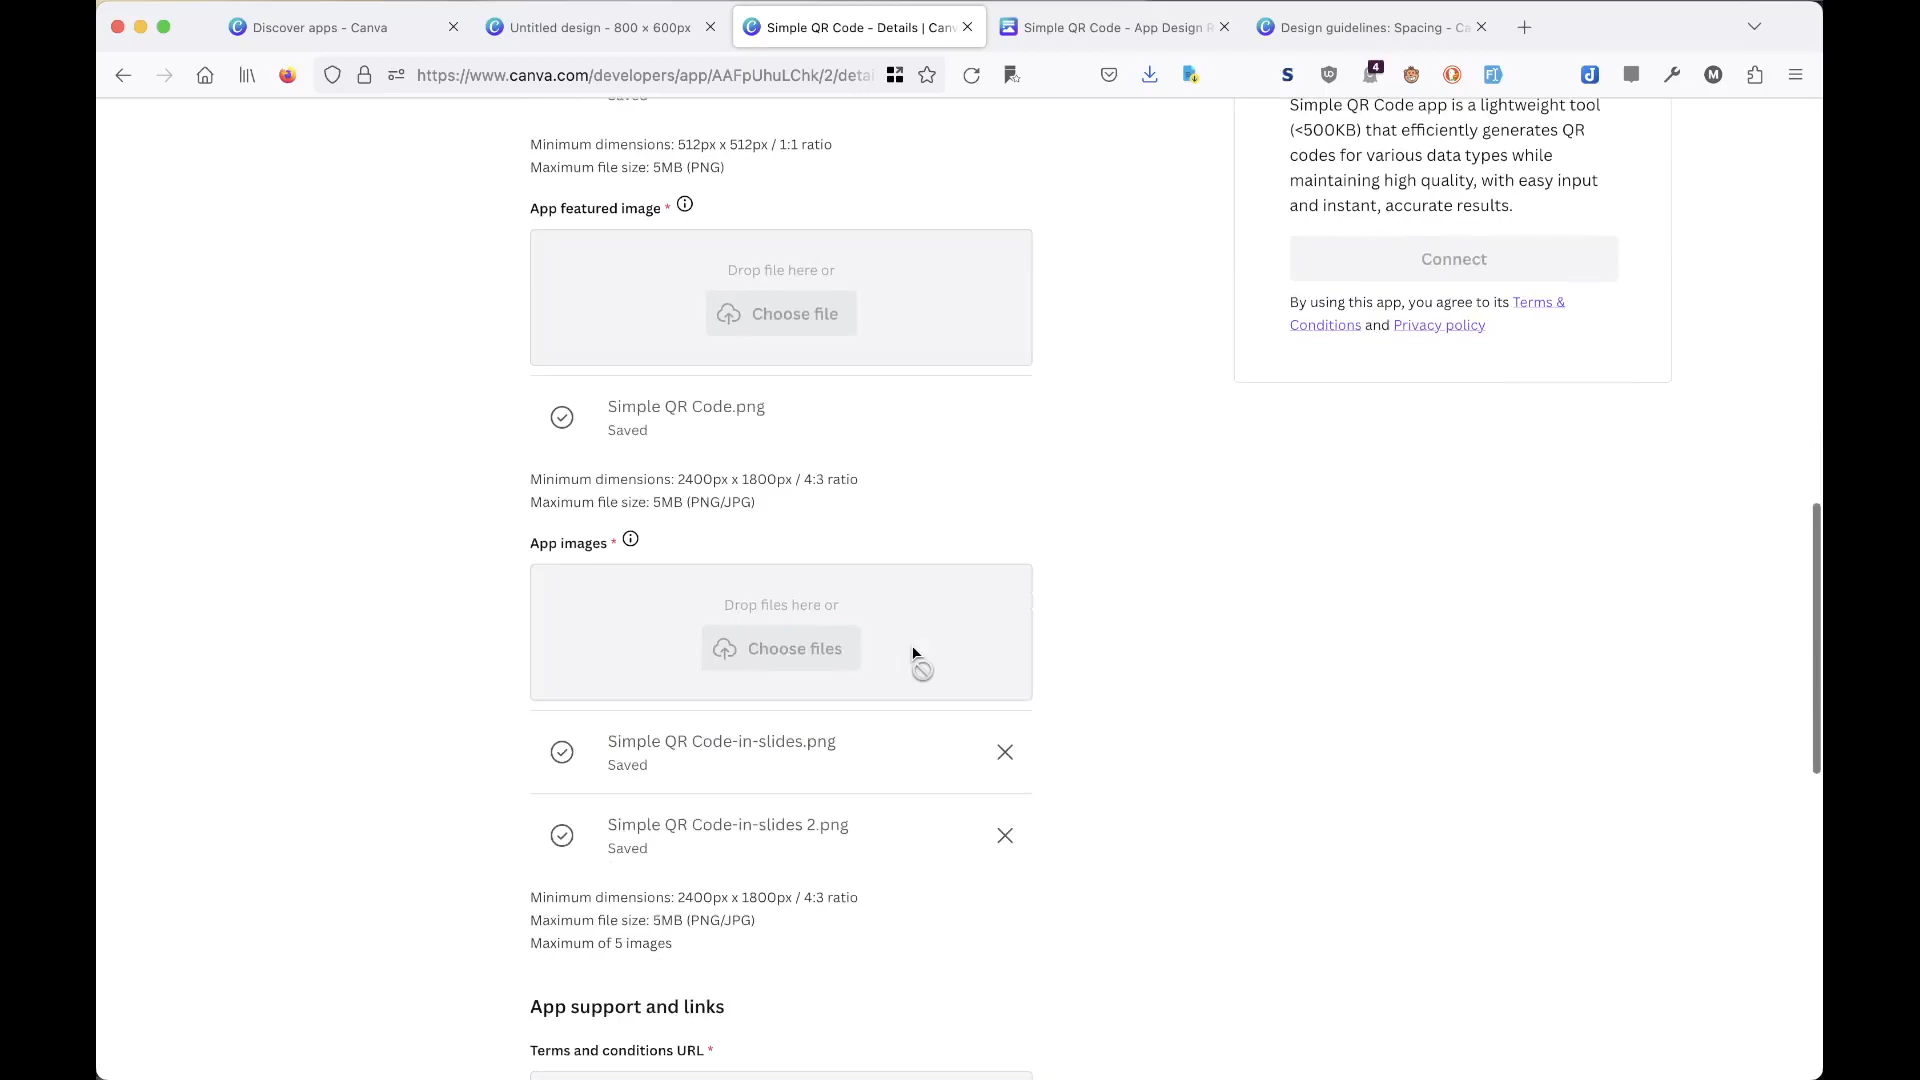 Discover apps - Canva
Untitled design - 800 x 600px
Simple QR Code - Details | Canv
Simple QR Code - App Design R
Design guidelines: Spacing - Ca
https://www.canva.com/developers/app/AAFpUhuLChk/2/detai
4
Saved
Minimum dimensions: 512px x 512px / 1:1 ratio
Maximum file size: 5MB (PNG)
App featured image *
Drop file here or
Choose file
Simple QR Code.png
Saved
Minimum dimensions: 2400px x 1800px / 4:3 ratio
Maximum file size: 5MB (PNG/JPG)
App images *
Drop files here or
Choose files
Simple QR Code-in-slides.png
Saved
Simple QR Code-in-slides 2.png
Saved
Minimum dimensions: 2400px x 1800px / 4:3 ratio
Maximum file size: 5MB (PNG/JPG)
Maximum of 5 images
App support and links
Terms and conditions URL *
Simple QR Code app is a lightweight tool
(<500KB) that efficiently generates QR
codes for various data types while
maintaining high quality, with easy input
and instant, accurate results.
Connect
By using this app, you agree to its Terms &
Conditions and Privacy policy